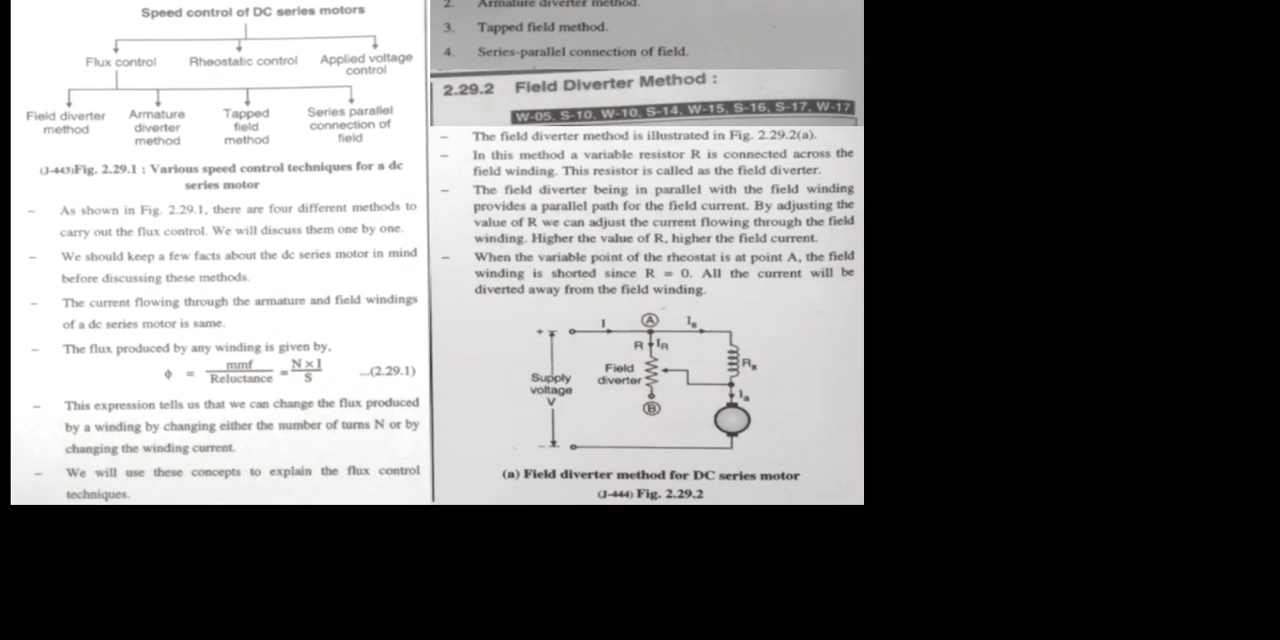 Speed control of DC series motors
Flux control
Rheostatic control
Applied voltage
control
Field diverter
method
Armature
diverter
method
Tapped
field
method
Series parallel
connection of
field
(J-443)Fig. 2.29.1 : Various speed control techniques for a dc
series motor
– As shown in Fig. 2.29.1, there are four different methods to
carry out the flux control. We will discuss them one by one.
– We should keep a few facts about the dc series motor in mind
before discussing these methods.
– The current flowing through the armature and field windings
of a dc series motor is same.
– The flux produced by any winding is given by,
ϕ = mmf / Reluctance = N × I / S ...(2.29.1)
– This expression tells us that we can change the flux produced
by a winding by changing either the number of turns N or by
changing the winding current.
– We will use these concepts to explain the flux control
techniques.
2. Armature diverter method.
3. Tapped field method.
4. Series-parallel connection of field.
2.29.2 Field Diverter Method :
W-05, S-10, W-10, S-14, W-15, S-16, S-17, W-17
– The field diverter method is illustrated in Fig. 2.29.2(a).
– In this method a variable resistor R is connected across the
field winding. This resistor is called as the field diverter.
– The field diverter being in parallel with the field winding
provides a parallel path for the field current. By adjusting the
value of R we can adjust the current flowing through the field
winding. Higher the value of R, higher the field current.
– When the variable point of the rheostat is at point A, the field
winding is shorted since R = 0. All the current will be
diverted away from the field winding.
+ I A Is
R IR
Field
diverter
Rs
Supply
voltage
V
Ia
B
–
(a) Field diverter method for DC series motor
(J-444) Fig. 2.29.2